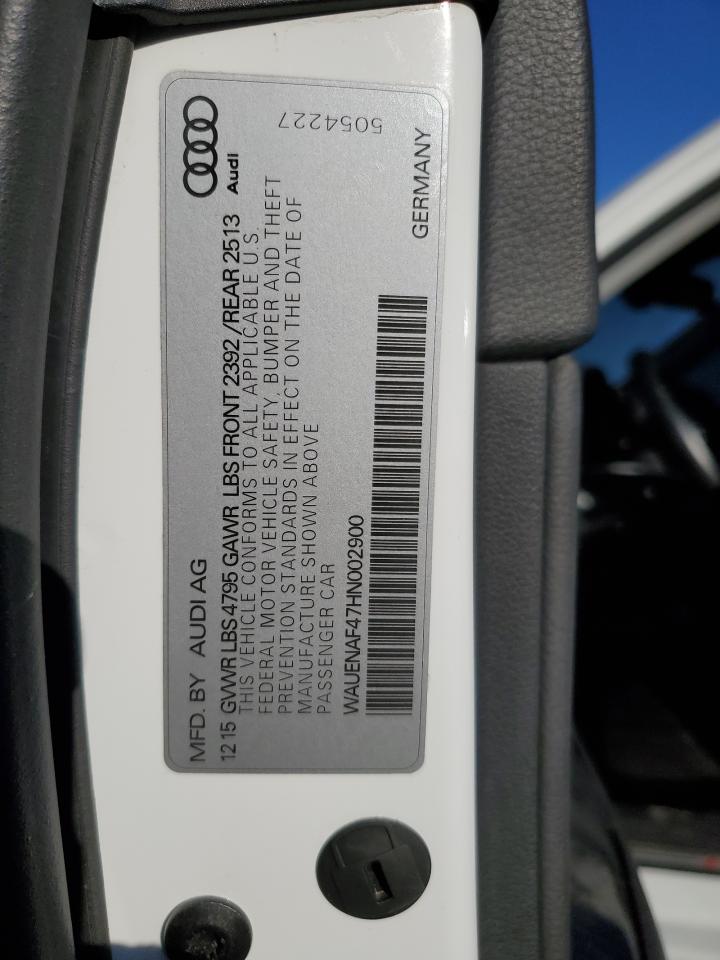 MFD. BY AUDI AG
Audi
12 15 GVWR LBS 4795 GAWR LBS FRONT 2392 / REAR 2513
THIS VEHICLE CONFORMS TO ALL APPLICABLE U.S.
FEDERAL MOTOR VEHICLE SAFETY, BUMPER AND THEFT
PREVENTION STANDARDS IN EFFECT ON THE DATE OF
MANUFACTURE SHOWN ABOVE
PASSENGER CAR
WAUENAF47HN002900
5054227
GERMANY